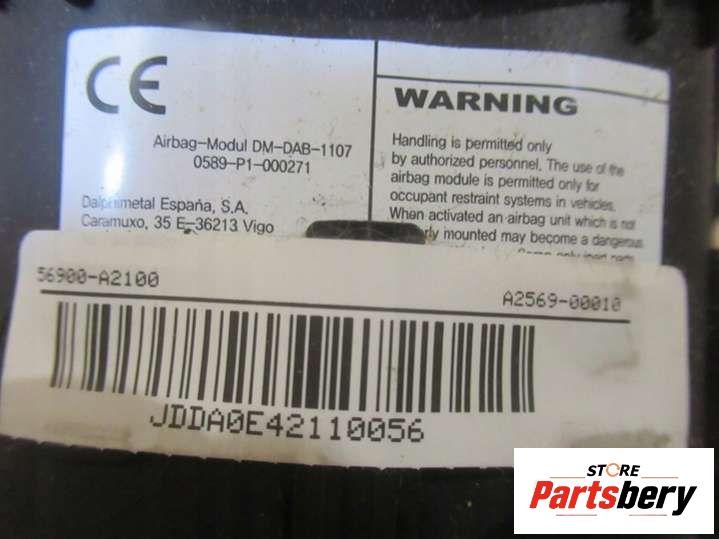 CE
Airbag-Modul DM-DAB-1107
0589-P1-000271
Dalphimetal España, S.A.
Caramuxo, 35 E-36213 Vigo
WARNING
Handling is permitted only
by authorized personnel. The use of the
airbag module is permitted only for
occupant restraint systems in vehicles.
When activated an airbag unit which is not
rly mounted may become a dangerous
56900-A2100
A2569-00010
JDDA0E42110056
STORE
Partsbery